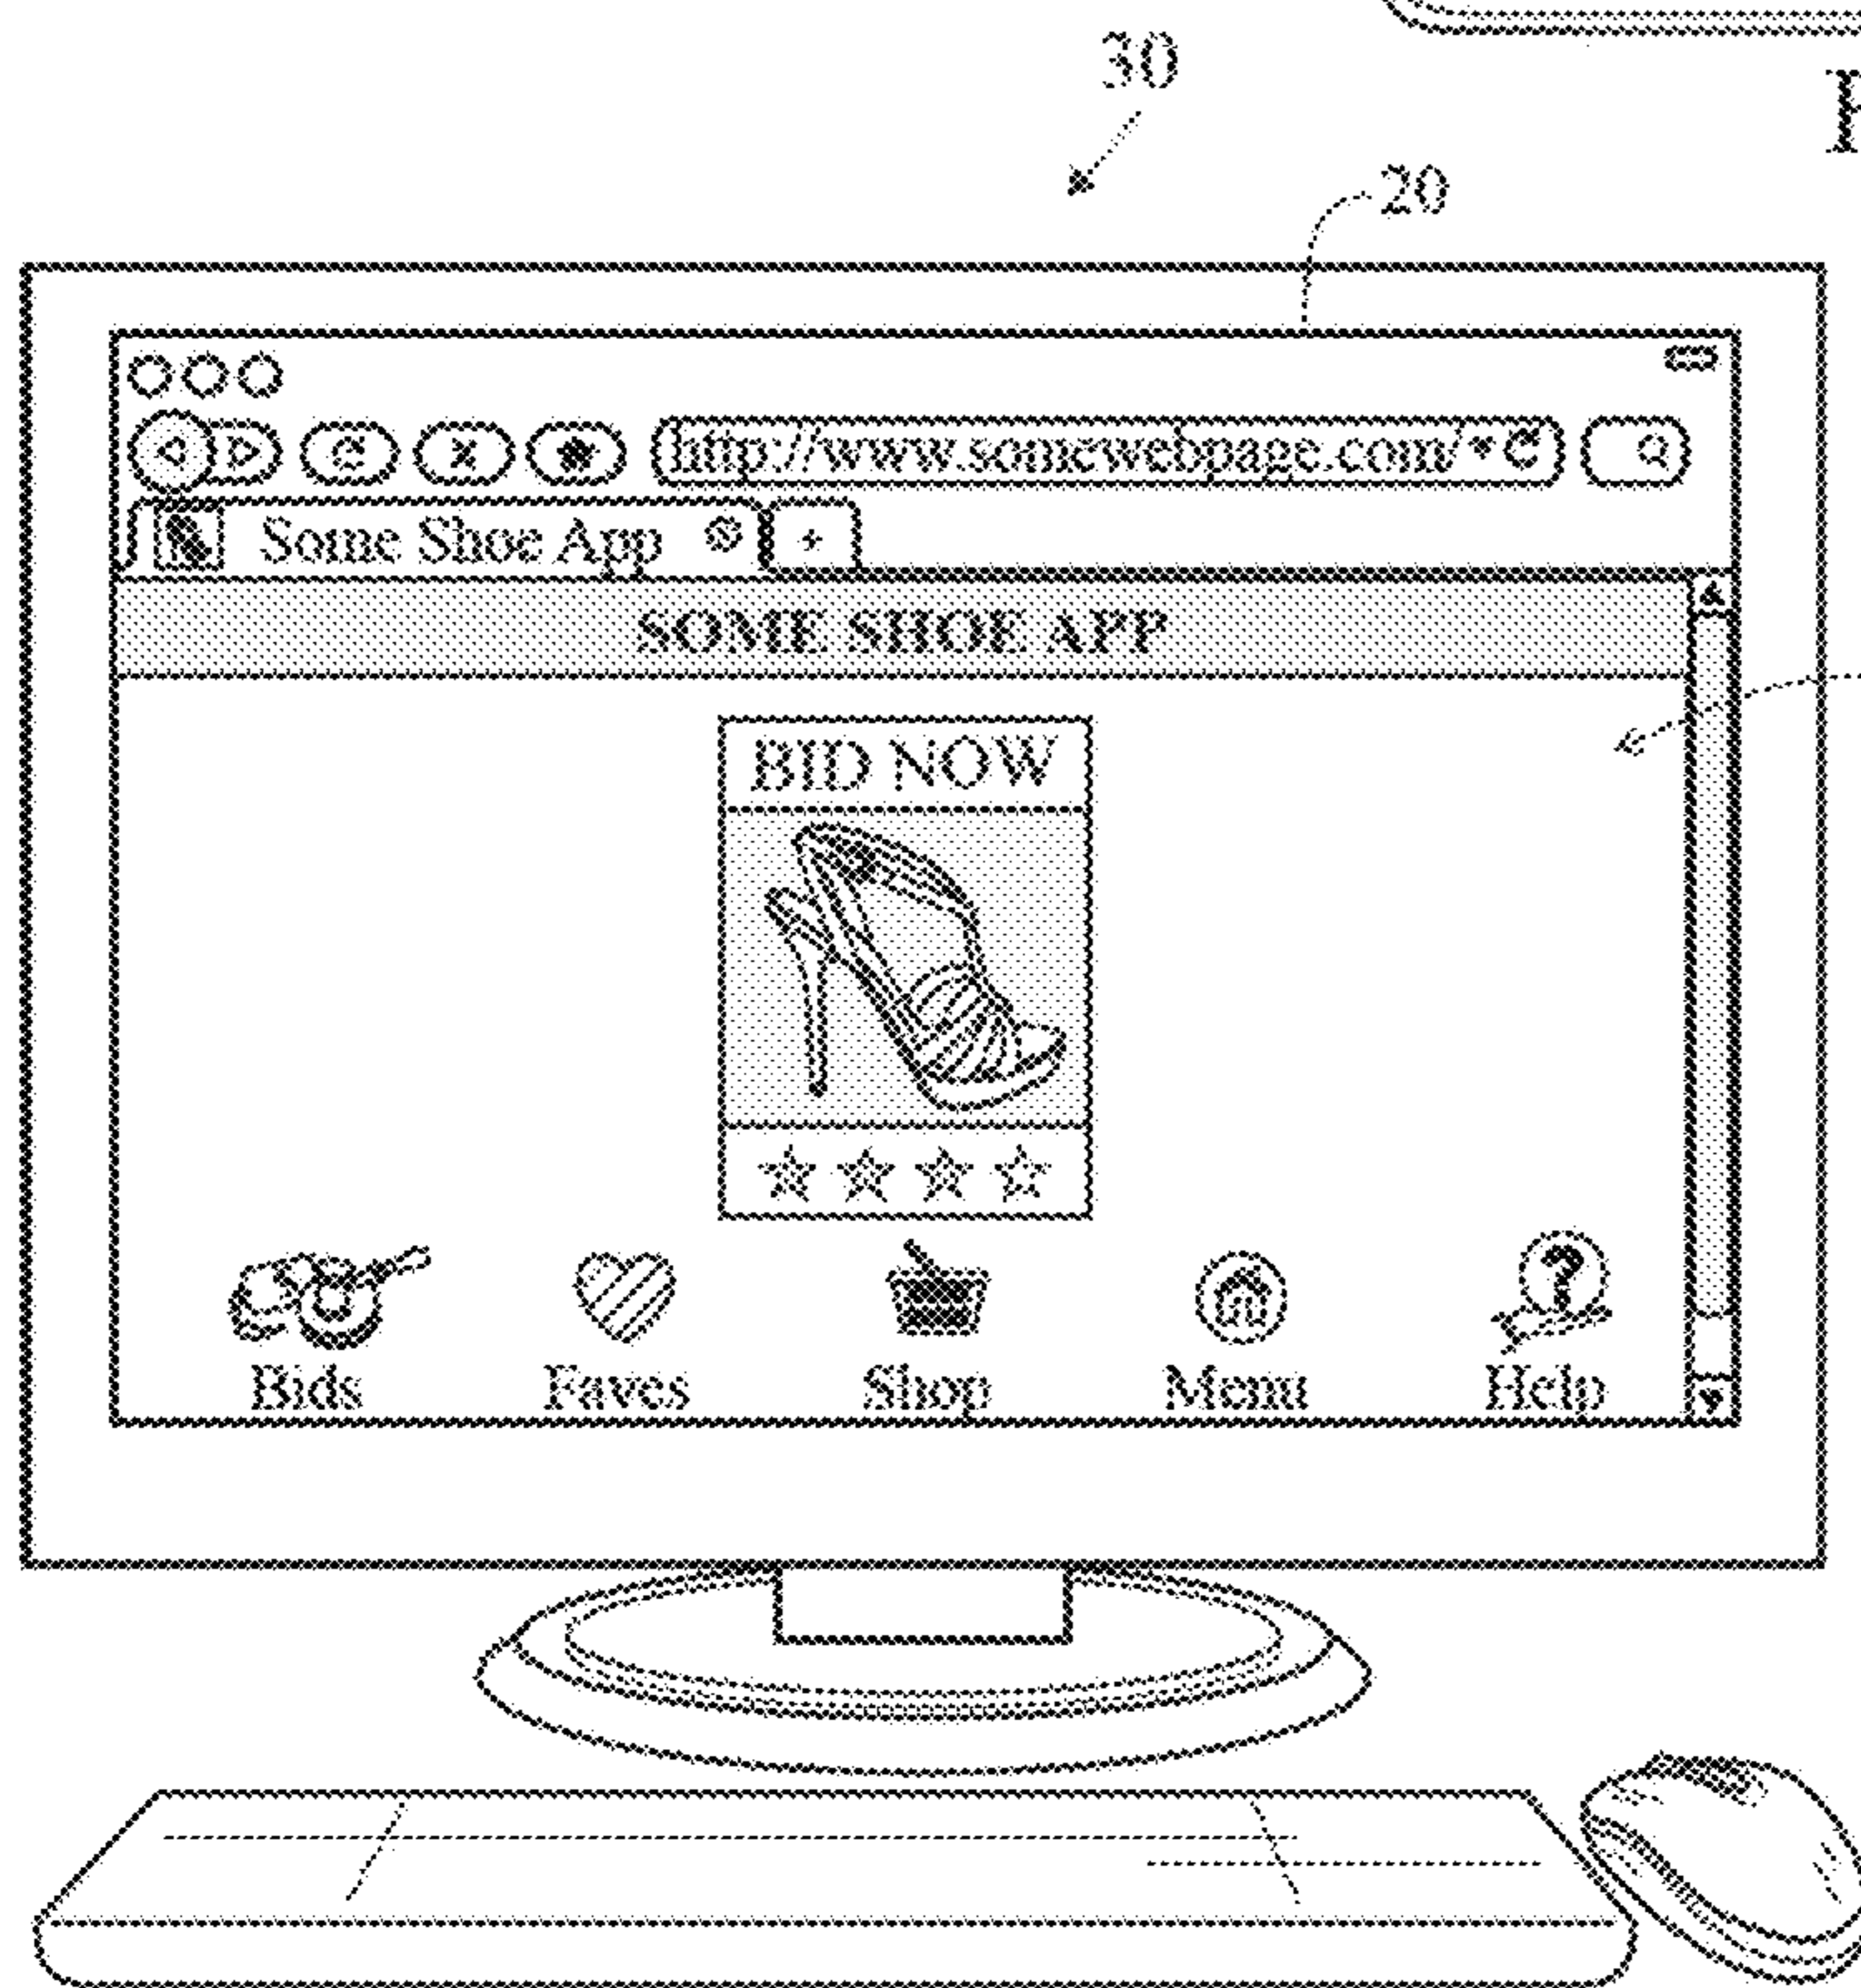 30
20
http://www.somewebpage.com/
Some Shoe App
+
SOME SHOE APP
BID NOW
Bids Faves Shop Menu Help